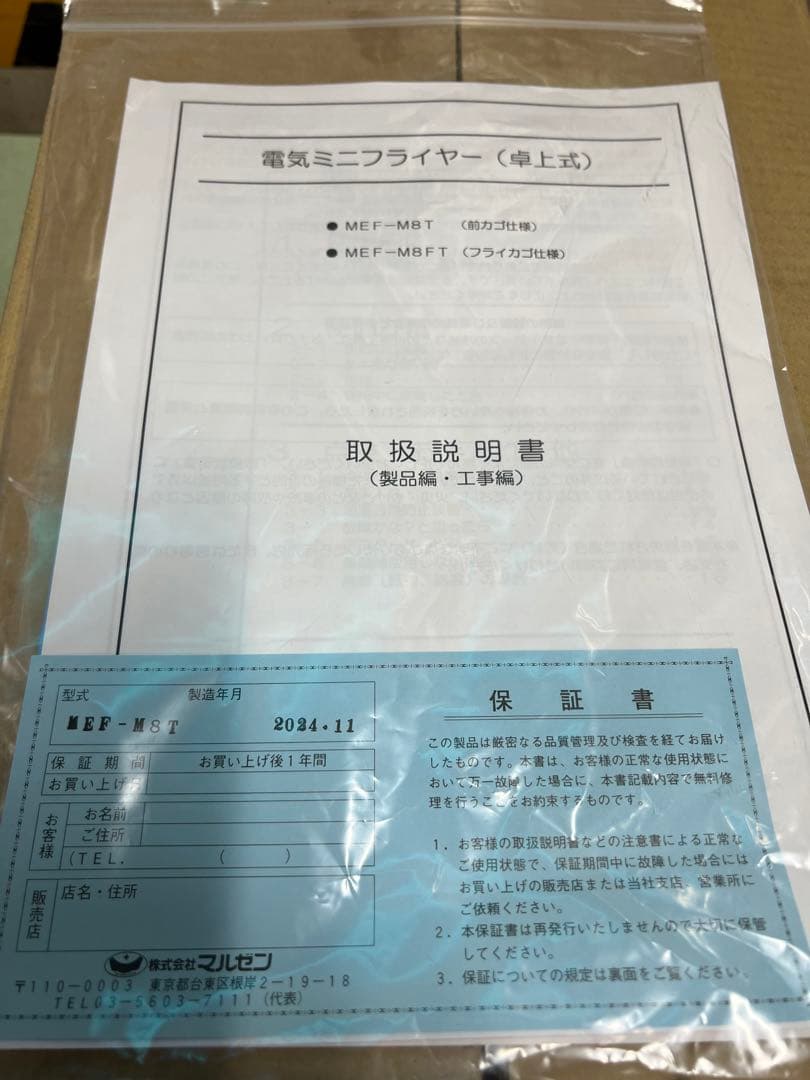 電気ミニフライヤー(卓上式)
● MEF-M8T (前カゴ仕様)
● MEF-M8FT (フライカゴ仕様)
取扱説明書
(製品編・工事編)
型式 製造年月
MEF-M8T 2024.11
保証期間 お買い上げ後1年間
お買い上げ日
お客様
お名前
ご住所
(TEL. ( )
販売店
店名・住所
株式会社マルゼン
〒110-0003 東京都台東区根岸2-19-18
TEL03-5603-7111(代表)
保証書
この製品は厳密なる品質管理及び検査を経てお届け
したものです。本書は、お客様の正常な使用状態に
おいて万一故障した場合に、本書記載内容で無料修
理を行うことをお約束するものです。
1. お客様の取扱説明書などの注意書による正常な
ご使用状態で、保証期間中に故障した場合には
お買い上げの販売店または当社支店、営業所に
ご依頼ください。
2. 本保証書は再発行いたしませんので大切に保管
してください。
3. 保証についての規定は裏面をご覧ください。